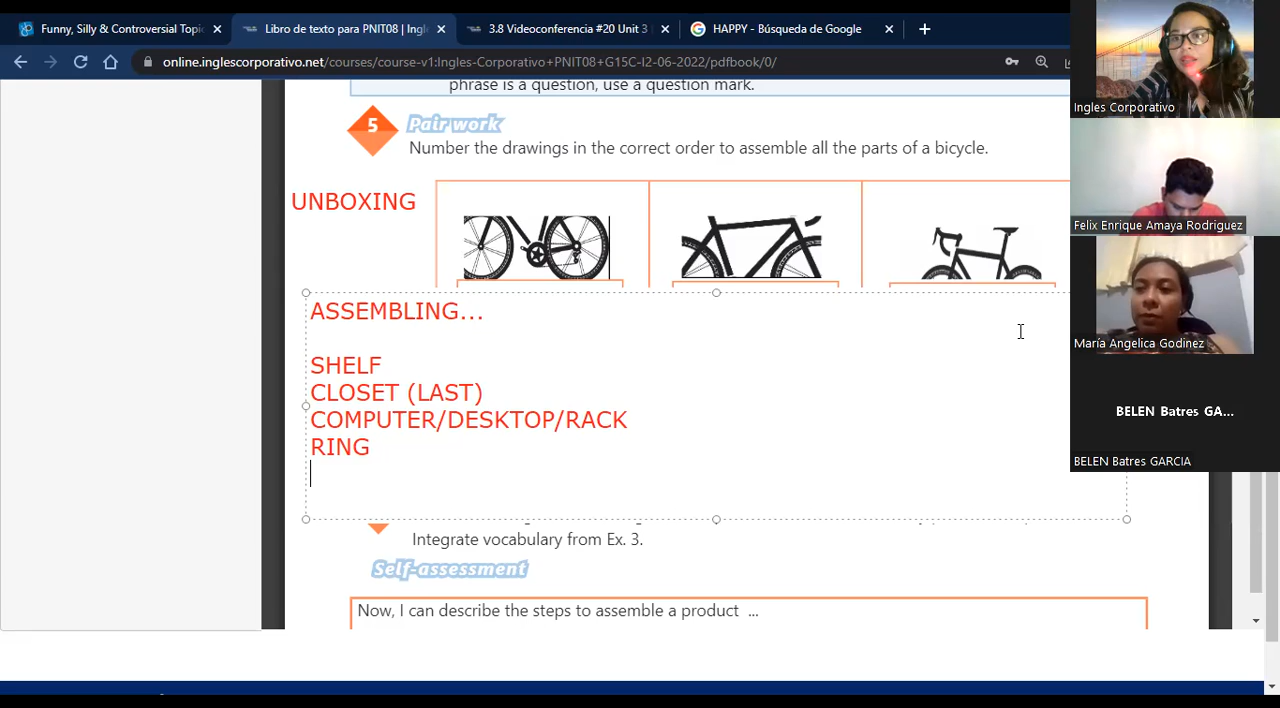 Funny, Silly & Controversial Topi
Libro de texto para PNIT08 | Ingl
3.8 Videoconferencia #20 Unit 3
HAPPY - Búsqueda de Google
online.inglescorporativo.net/courses/course-v1:Ingles-Corporativo+PNIT08+G15C-I2-06-2022/pdfbook/0/
phrase is a question, use a question mark.
5 Pair work
Number the drawings in the correct order to assemble all the parts of a bicycle.
UNBOXING
ASSEMBLING...
SHELF
CLOSET (LAST)
COMPUTER/DESKTOP/RACK
RING
Integrate vocabulary from Ex. 3.
Self-assessment
Now, I can describe the steps to assemble a product ...
Ingles Corporativo
Felix Enrique Amaya Rodriguez
María Angelica Godinez
BELEN Batres GA...
BELEN Batres GARCIA